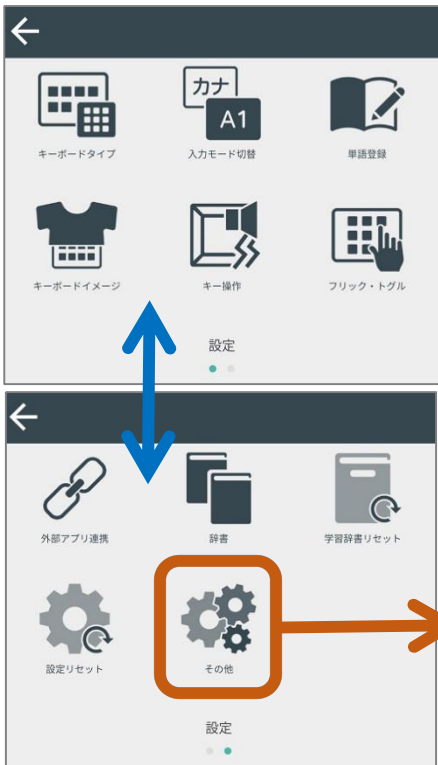 カナ
A1
キーボードタイプ
入力モード切替
単語登録
キーボードイメージ
キー操作
フリック・トグル
設定
外部アプリ連携
辞書
学習辞書リセット
設定リセット
その他
設定